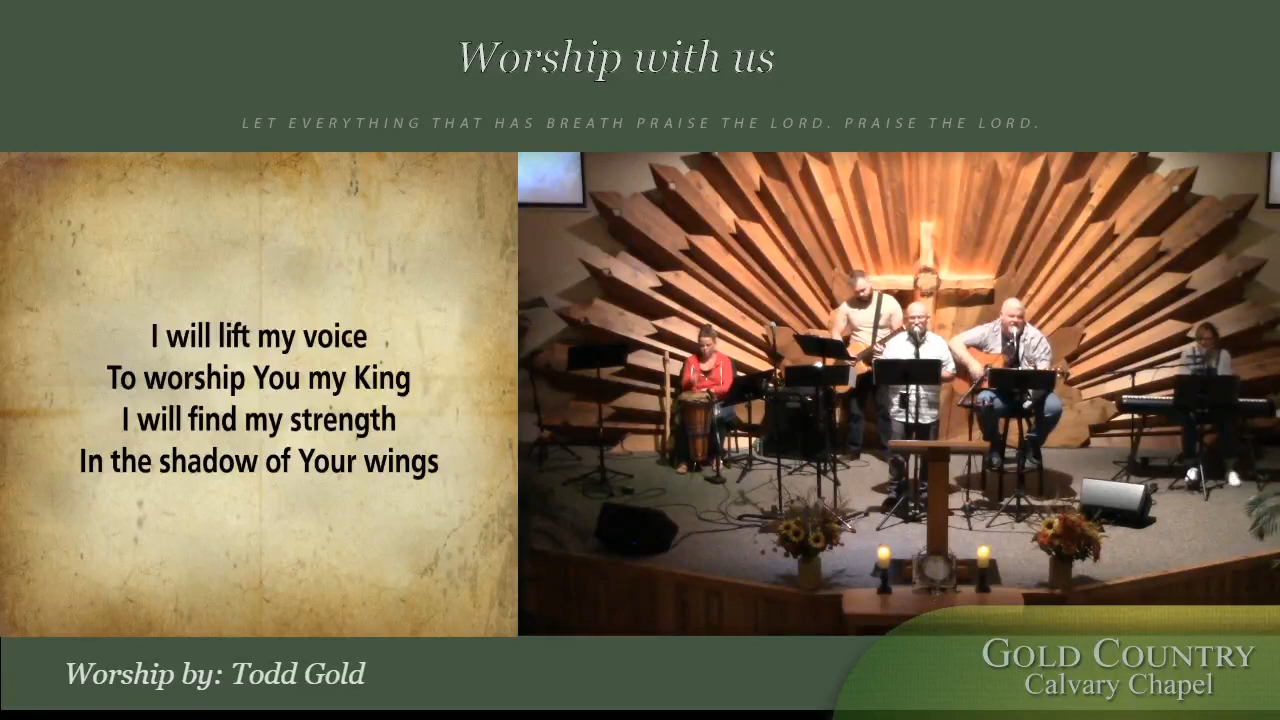 Worship with us
LET EVERYTHING THAT HAS BREATH PRAISE THE LORD. PRAISE THE LORD.
I will lift my voice
To worship You my King
I will find my strength
In the shadow of Your wings
Worship by: Todd Gold
GOLD COUNTRY
Calvary Chapel